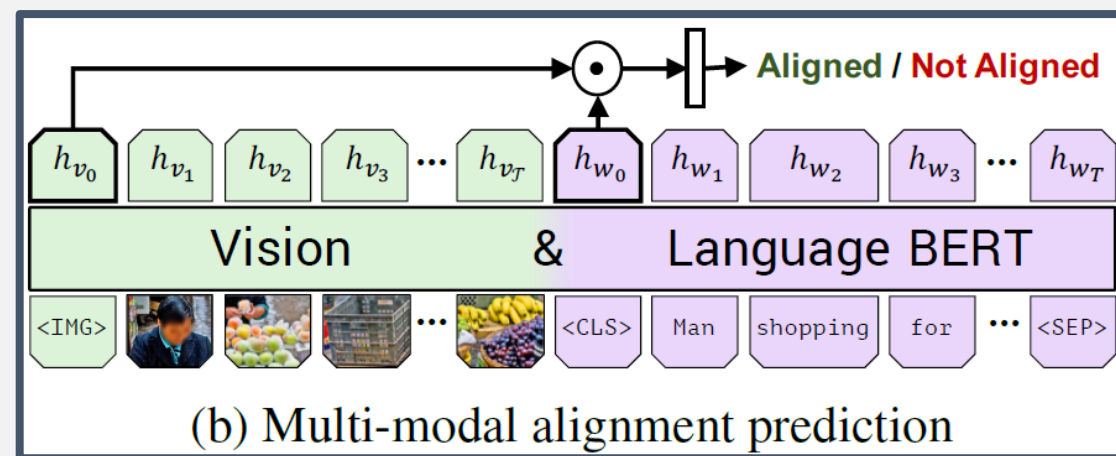 Aligned / Not Aligned
h_{v_0} h_{v_1} h_{v_2} h_{v_3} ... h_{v_𝒯} h_{w_0} h_{w_1} h_{w_2} h_{w_3} ... h_{w_T}
Vision & Language BERT
<IMG> ... <CLS> Man shopping for ... <SEP>
(b) Multi-modal alignment prediction